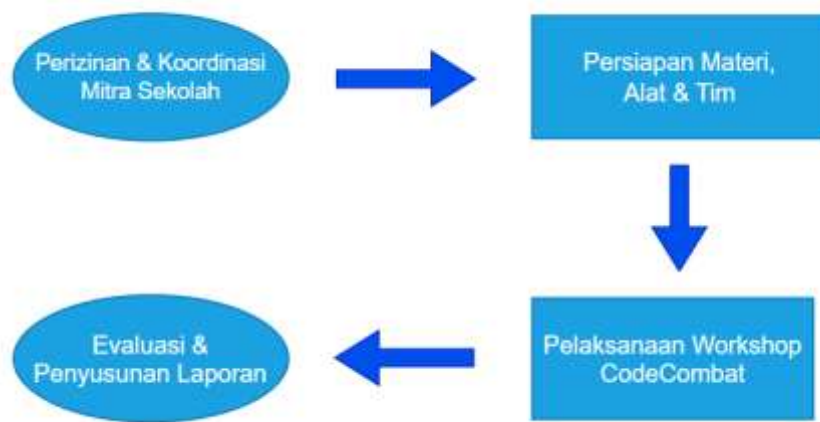 Perizinan & Koordinasi
Mitra Sekolah
Persiapan Materi,
Alat & Tim
Pelaksanaan Workshop
CodeCombat
Evaluasi &
Penyusunan Laporan